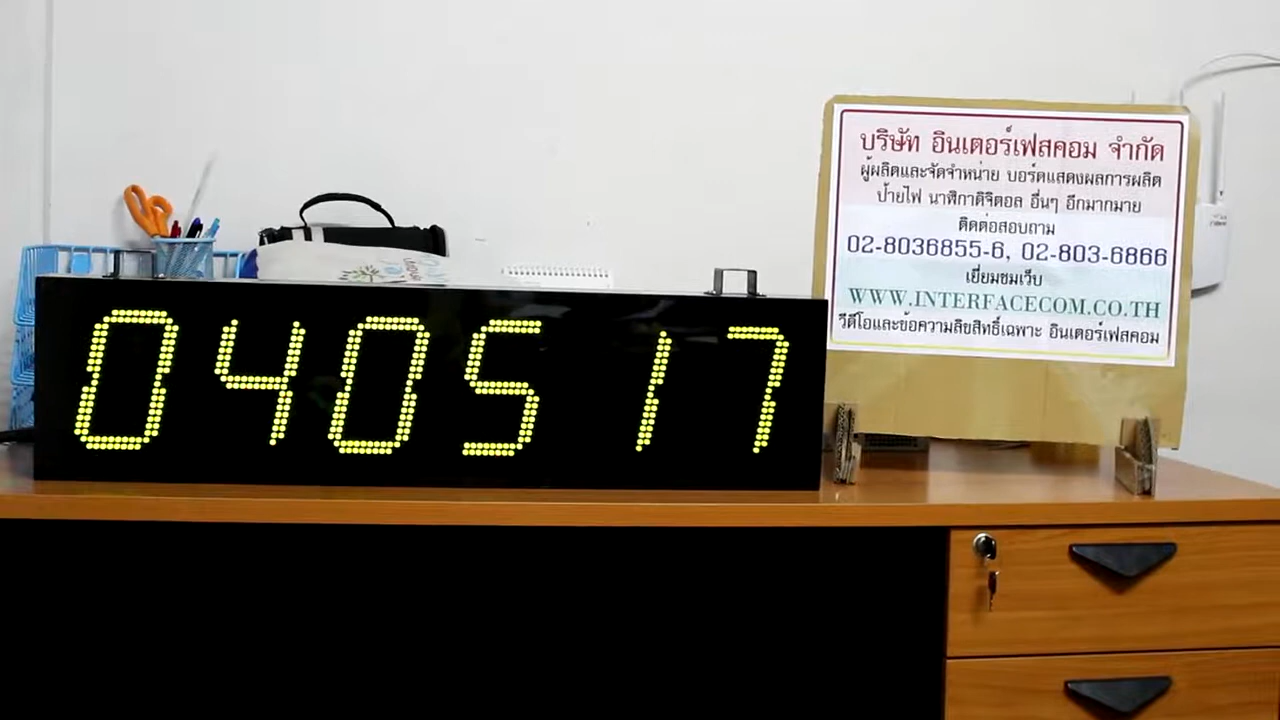 040517
บริษัท อินเตอร์เฟสคอม จำกัด
ผู้ผลิตและจัดจำหน่าย บอร์ดแสดงผลการผลิต
ป้ายไฟ นาฬิกาดิจิตอล อื่นๆ อีกมากมาย
ติดต่อสอบถาม
02-8036855-6, 02-803-6866
เยี่ยมชมเว็บ
WWW.INTERFACECOM.CO.TH
วีดีโอและข้อความลิขสิทธิ์เฉพาะ อินเตอร์เฟสคอม